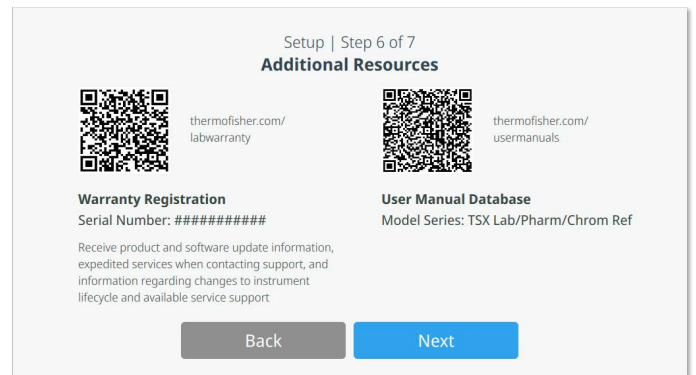 Setup | Step 6 of 7
Additional Resources
thermofisher.com/
labwarranty
thermofisher.com/
usermanuals
Warranty Registration
Serial Number: ###########
Receive product and software update information,
expedited services when contacting support, and
information regarding changes to instrument
lifecycle and available service support
User Manual Database
Model Series: TSX Lab/Pharm/Chrom Ref
Back
Next